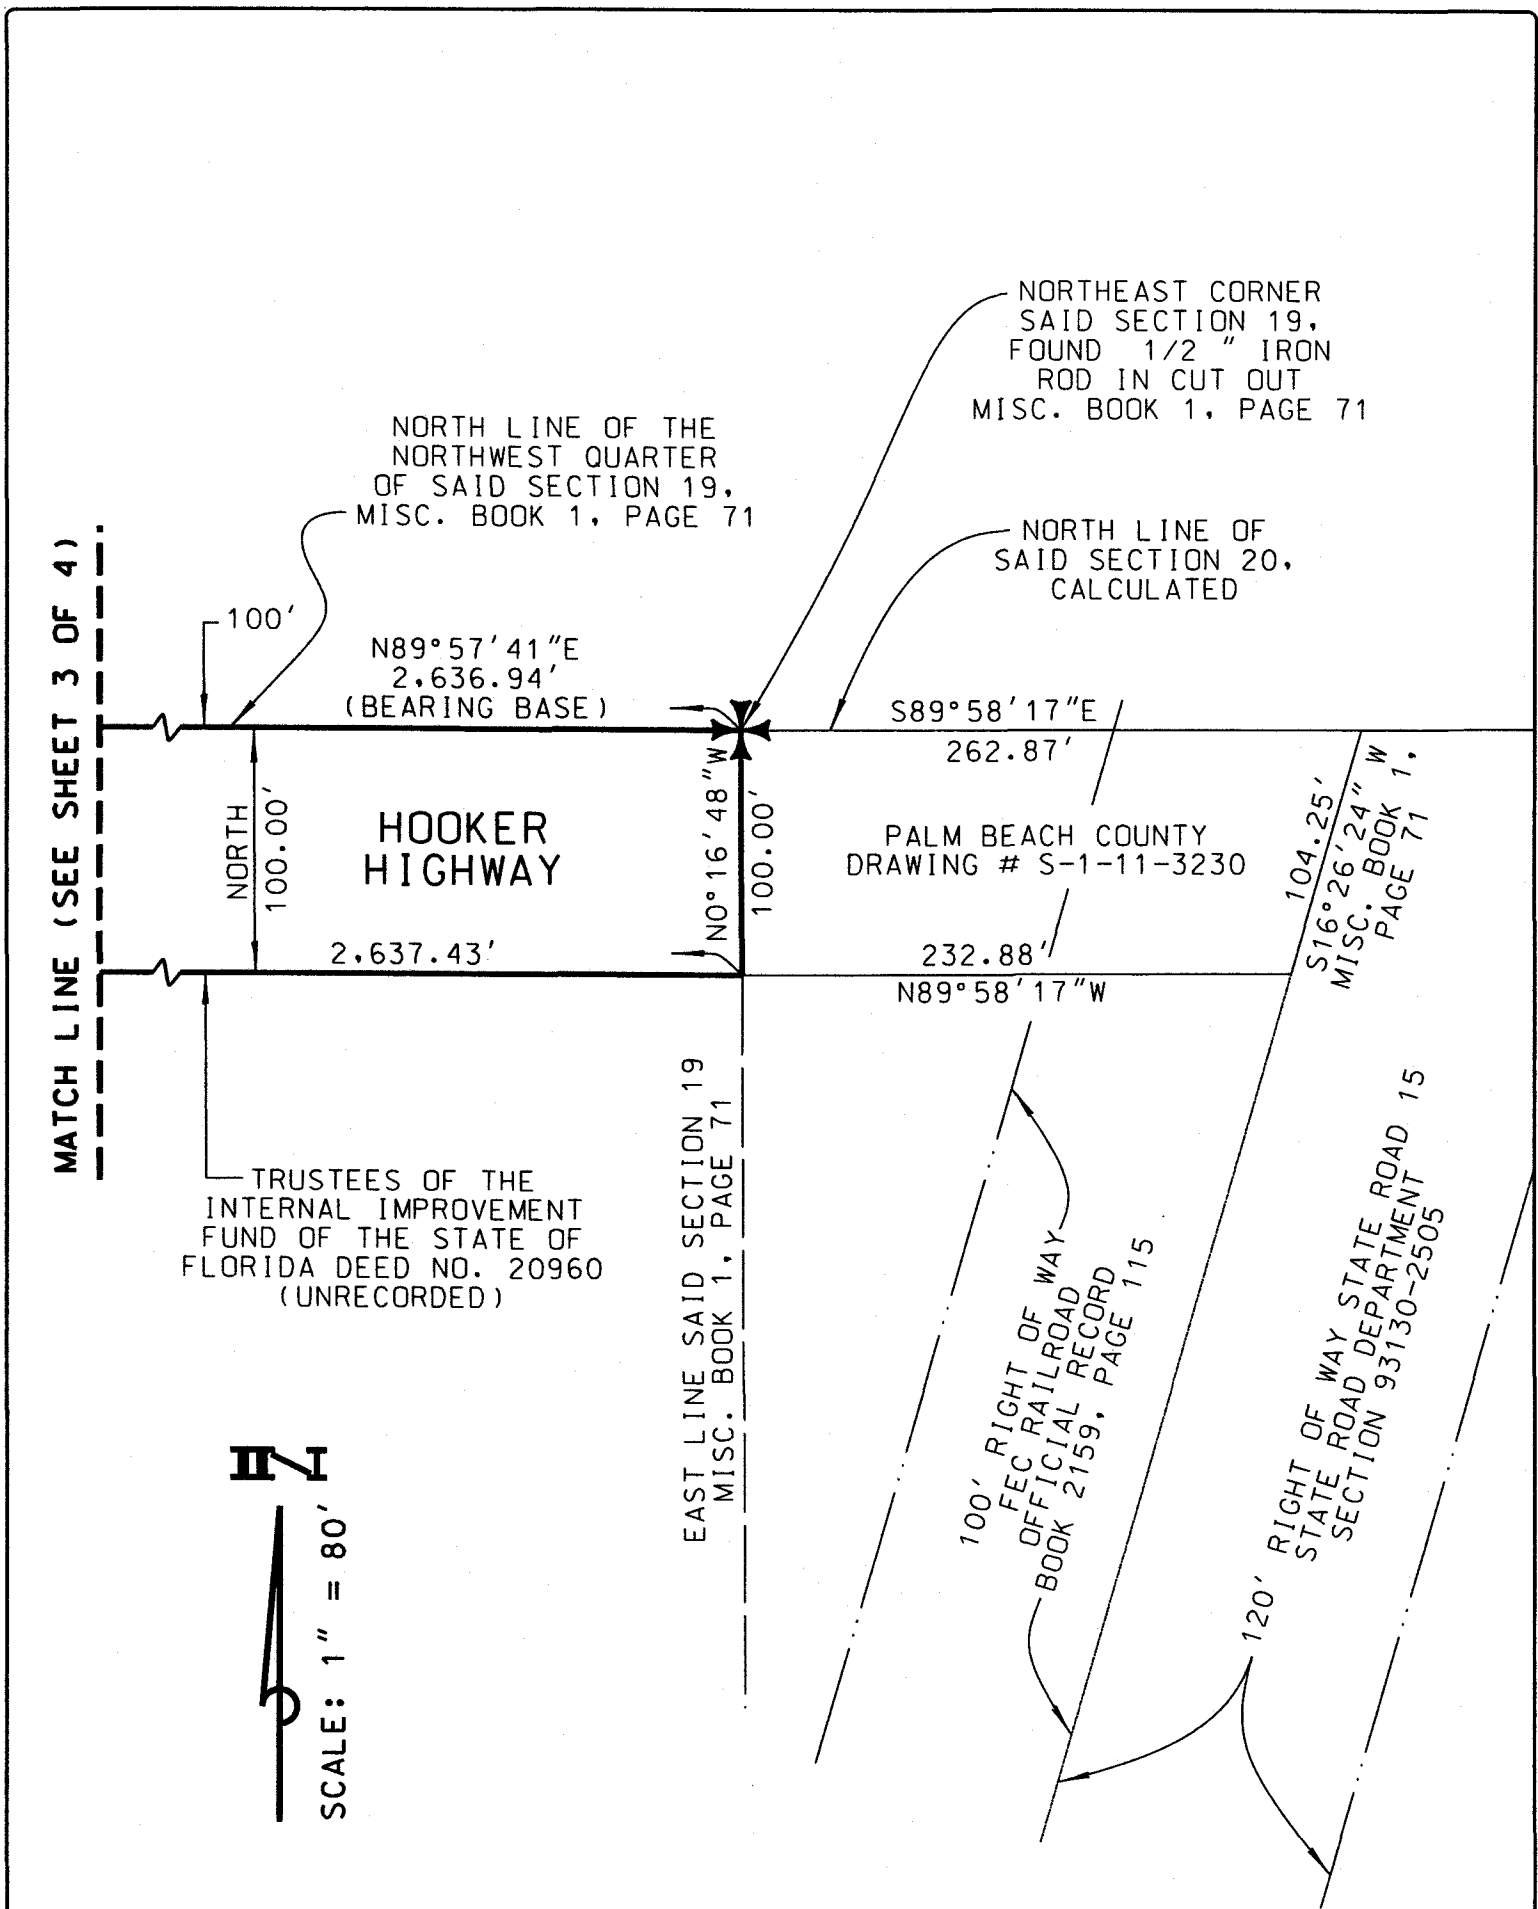 NORTHEAST CORNER
SAID SECTION 19,
FOUND 1/2 " IRON
ROD IN CUT OUT
MISC. BOOK 1, PAGE 71
NORTH LINE OF THE
NORTHWEST QUARTER
OF SAID SECTION 19,
MISC. BOOK 1, PAGE 71
NORTH LINE OF
SAID SECTION 20,
CALCULATED
MATCH LINE (SEE SHEET 3 OF 4)
100'
N89°57'41"E
2,636.94'
(BEARING BASE)
S89°58'17"E
262.87'
NORTH
100.00'
HOOKER
HIGHWAY
N0°16'48"W
100.00'
PALM BEACH COUNTY
DRAWING # S-1-11-3230
104.25'
S16°26'24" W
MISC. BOOK 1,
PAGE 71
2,637.43'
232.88'
N89°58'17"W
TRUSTEES OF THE
INTERNAL IMPROVEMENT
FUND OF THE STATE OF
FLORIDA DEED NO. 20960
(UNRECORDED)
EAST LINE SAID SECTION 19
MISC. BOOK 1, PAGE 71
100' RIGHT OF WAY
FEC RAILROAD
OFFICIAL RECORD
BOOK 2159, PAGE 115
120' RIGHT OF WAY STATE ROAD 15
STATE ROAD DEPARTMENT
SECTION 93130-2505
SCALE: 1" = 80'